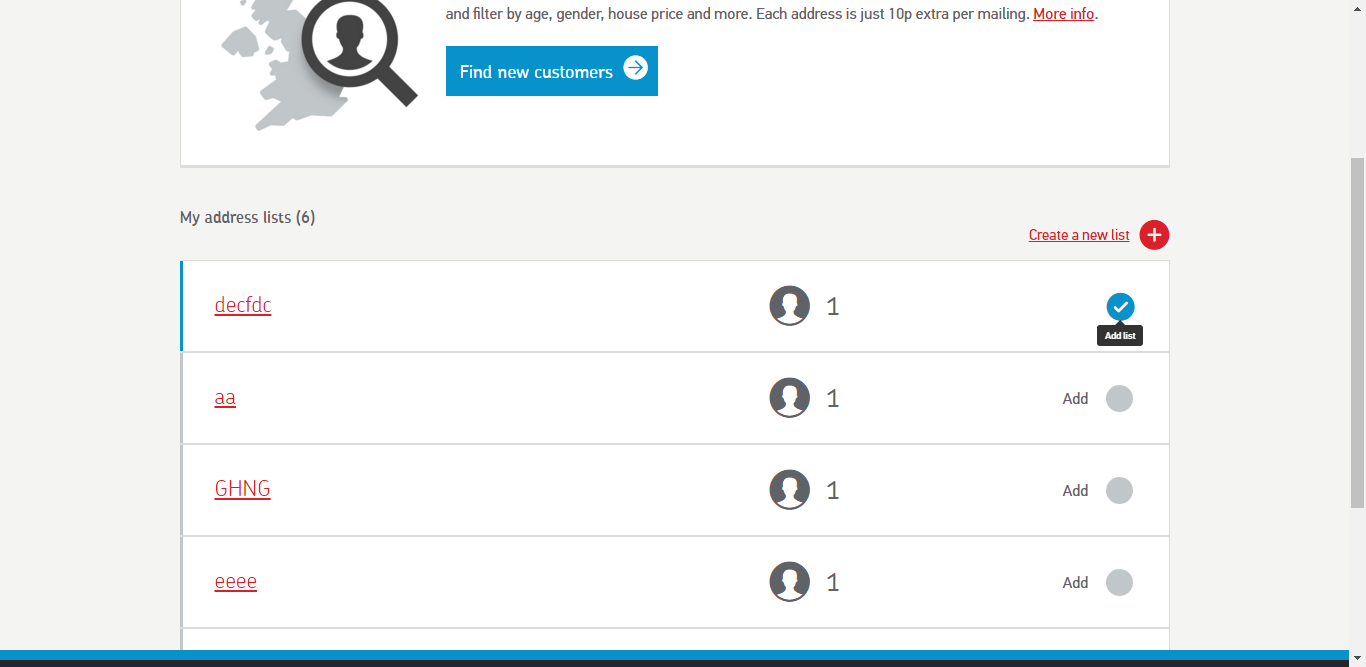 and filter by age, gender, house price and more. Each address is just 10p extra per mailing. More info.
Find new customers
My address lists (6)
Create a new list
decfdc
1
Add list
aa
1
Add
GHNG
1
Add
eeee
1
Add